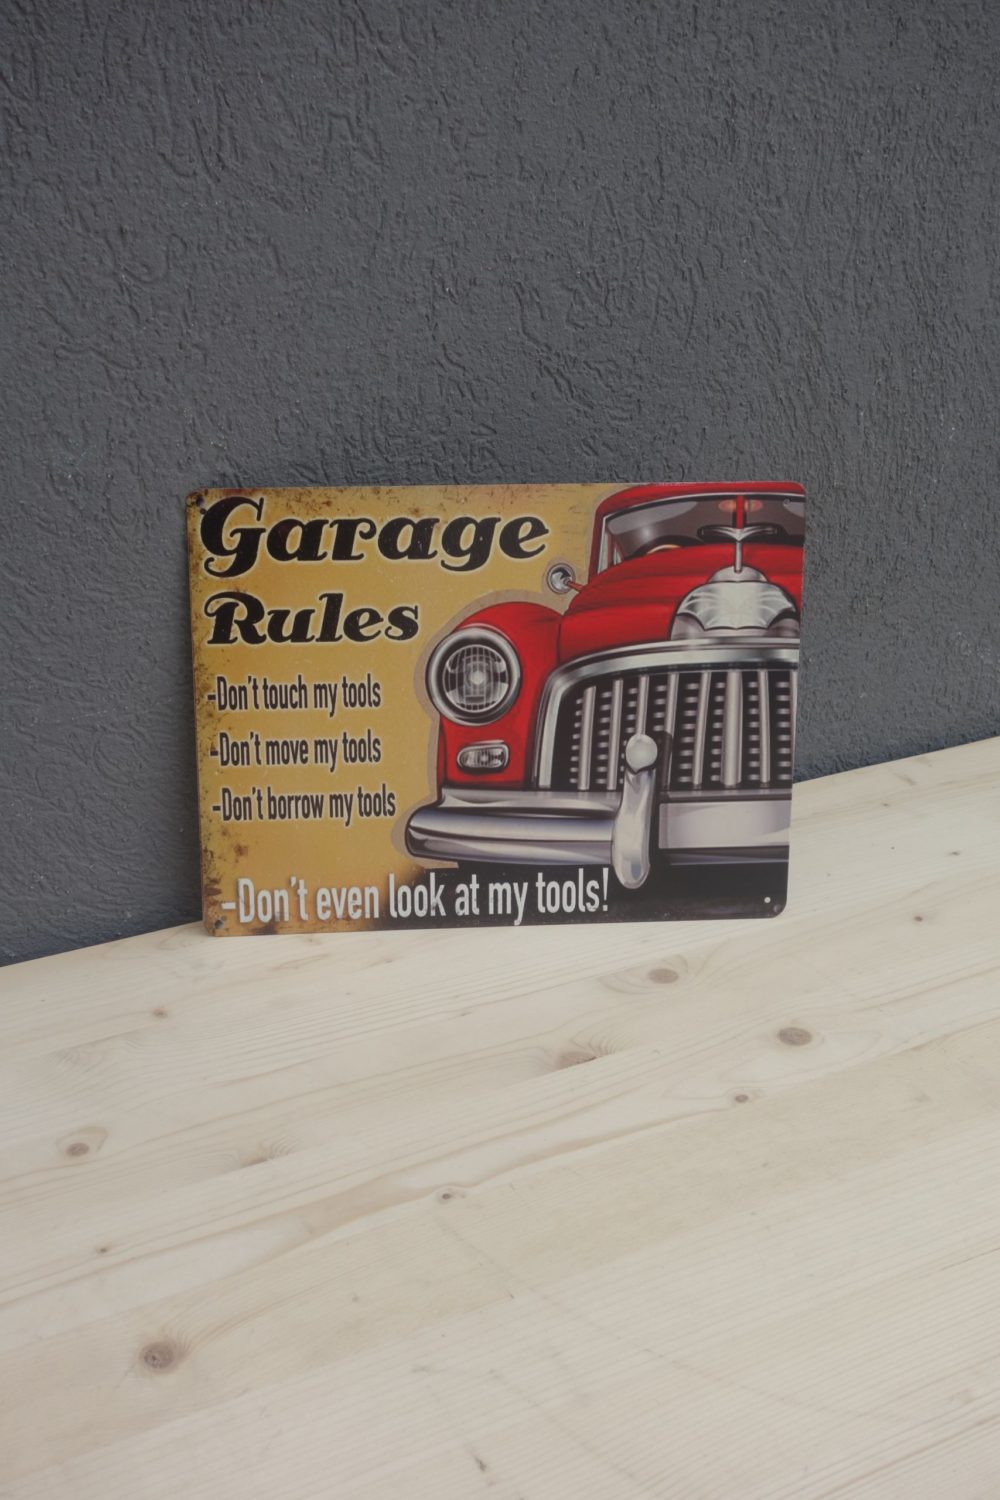 Garage
Rules
-Don't touch my tools
-Don't move my tools
-Don't borrow my tools
-Don't even look at my tools!